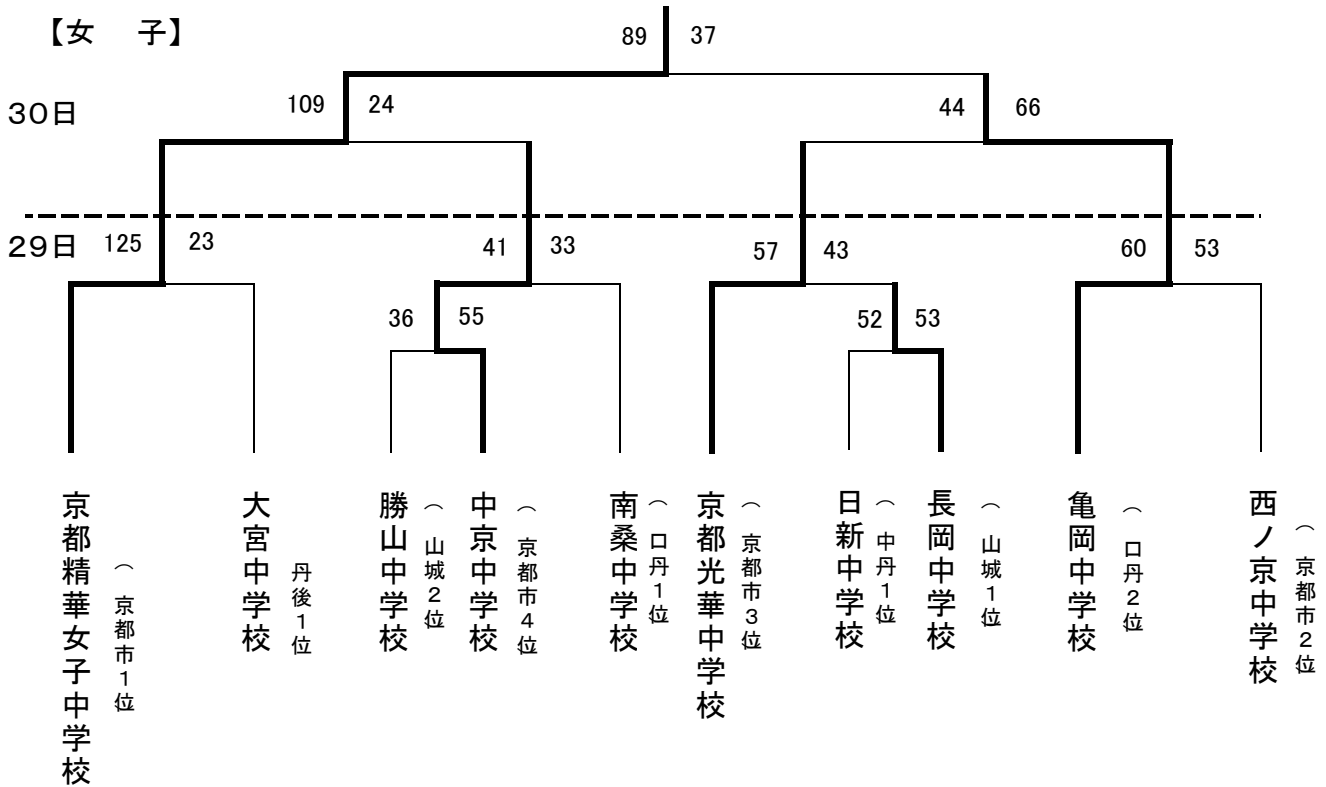 【女　子】
89
37
30日
109
24
44
66
29日
125
23
41
33
57
43
60
53
36
55
52
53
京都精華女子中学校
（京都市１位
大宮中学校
丹後１位
勝山中学校
（山城２位
中京中学校
（京都市４位
南桑中学校
（口丹１位
京都光華中学校
（京都市３位
日新中学校
（中丹１位
長岡中学校
（山城１位
亀岡中学校
（口丹２位
西ノ京中学校
（京都市２位